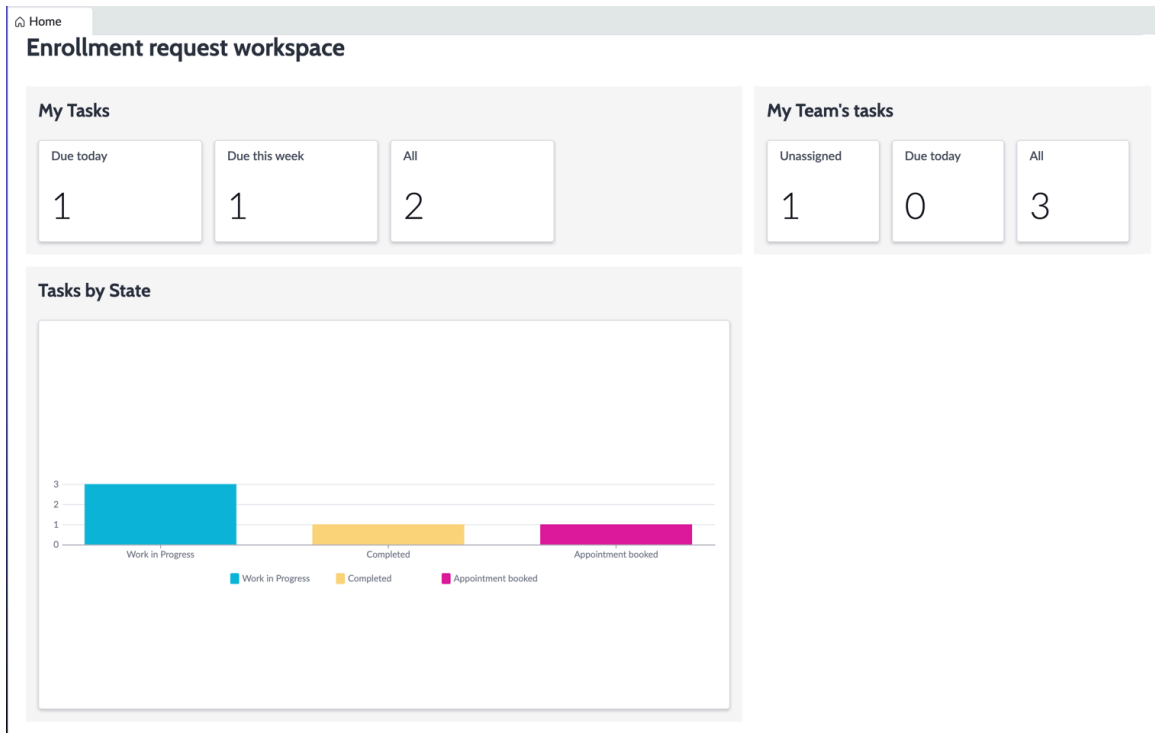 Home
Enrollment request workspace
My Tasks
Due today
1
Due this week
1
All
2
My Team's tasks
Unassigned
1
Due today
0
All
3
Tasks by State
3
2
1
0
Work in Progress
Completed
Appointment booked
Work in Progress
Completed
Appointment booked